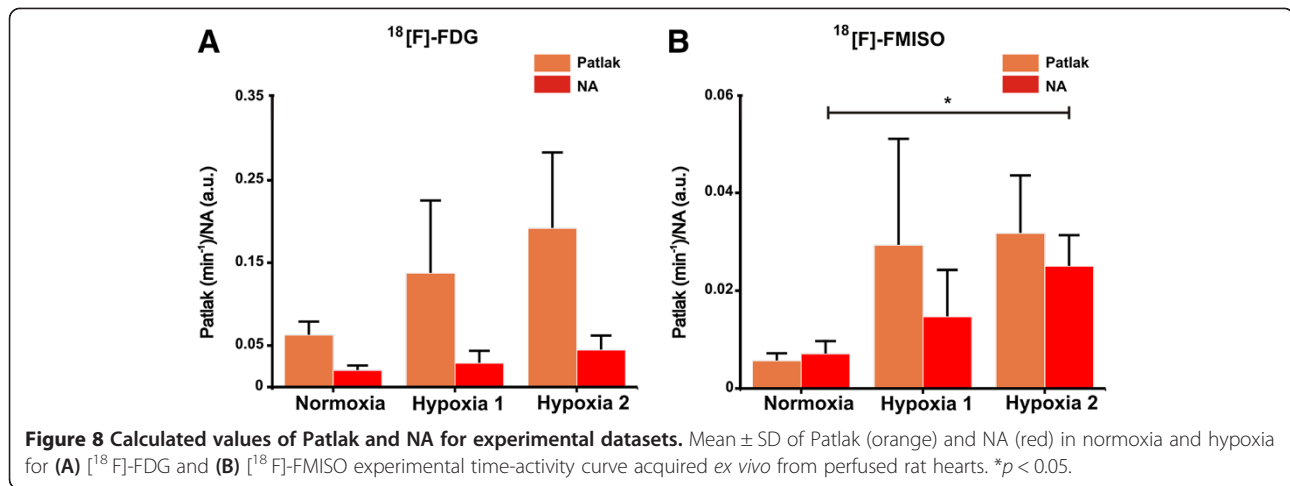 A
¹⁸[F]-FDG
Patlak
NA
Patlak (min⁻¹)/NA (a.u.)
0.35
0.25
0.15
0.05
0
Normoxia Hypoxia 1 Hypoxia 2
B
¹⁸[F]-FMISO
Patlak
NA
*
Patlak (min⁻¹)/NA (a.u.)
0.06
0.04
0.02
0
Normoxia Hypoxia 1 Hypoxia 2
Figure 8 Calculated values of Patlak and NA for experimental datasets. Mean ± SD of Patlak (orange) and NA (red) in normoxia and hypoxia
for (A) [¹⁸ F]-FDG and (B) [¹⁸ F]-FMISO experimental time-activity curve acquired ex vivo from perfused rat hearts. *p < 0.05.